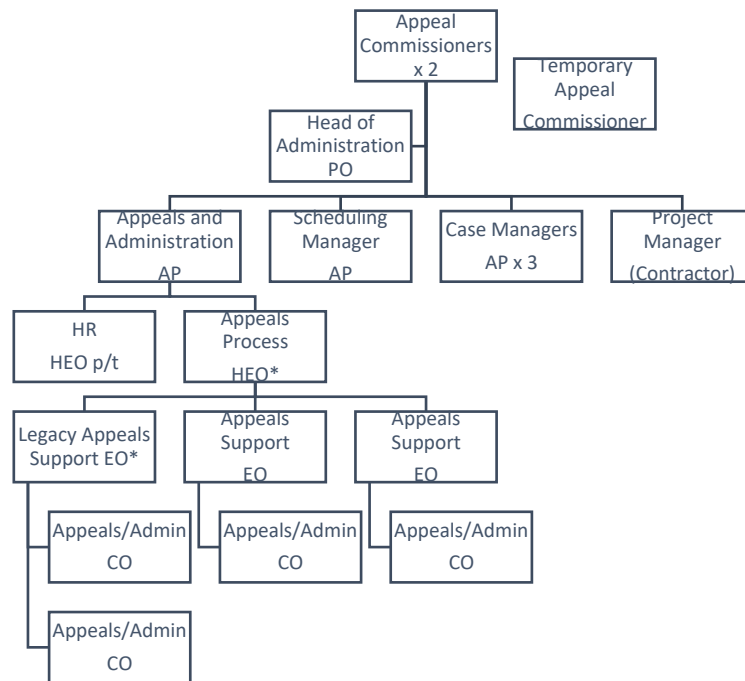 Appeal
Commissioners
x 2
Temporary
Appeal
Commissioner
Head of
Administration
PO
Appeals and
Administration
AP
Scheduling
Manager
AP
Case Managers
AP x 3
Project
Manager
(Contractor)
HR
HEO p/t
Appeals
Process
HEO*
Legacy Appeals
Support EO*
Appeals
Support
EO
Appeals
Support
EO
Appeals/Admin
CO
Appeals/Admin
CO
Appeals/Admin
CO
Appeals/Admin
CO